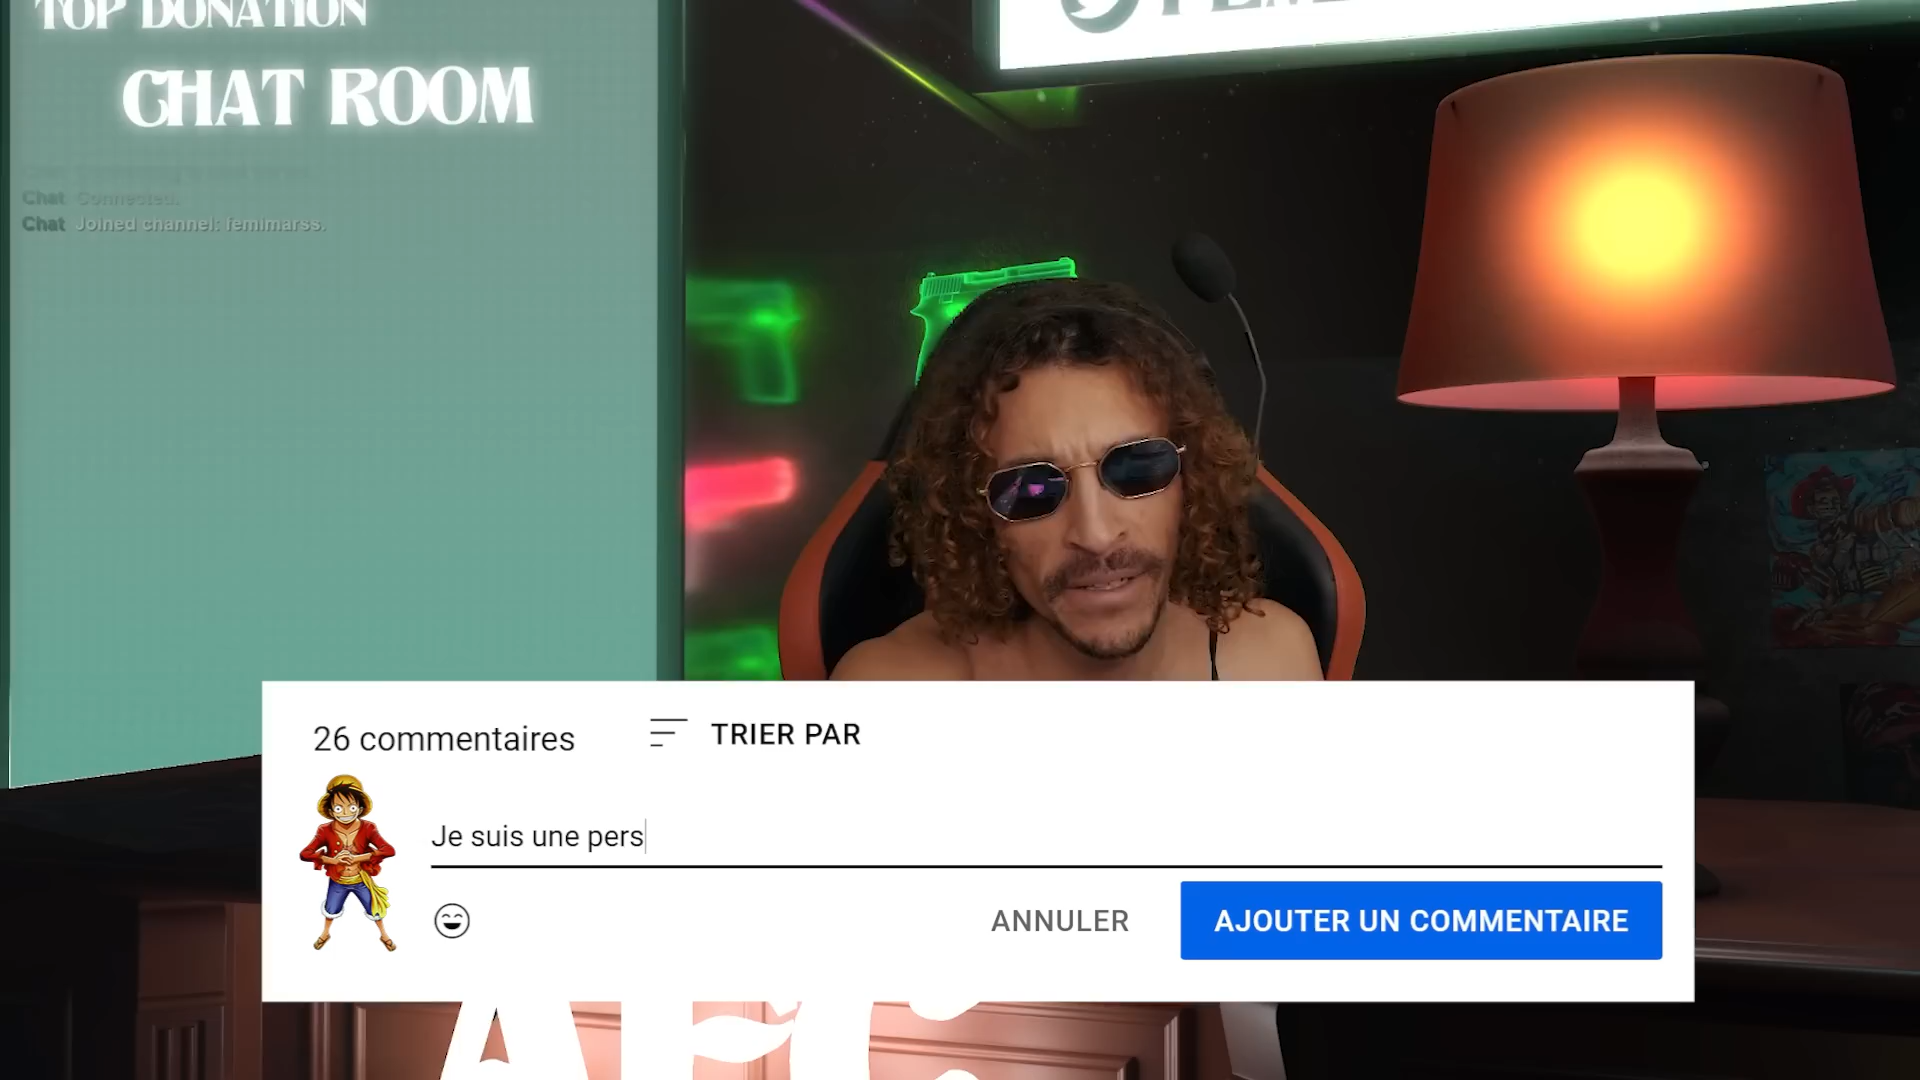 TOP DONATION
CHAT ROOM
Chat Connected.
Chat Joined channel: femimarss.
26 commentaires
TRIER PAR
Je suis une pers
ANNULER
AJOUTER UN COMMENTAIRE